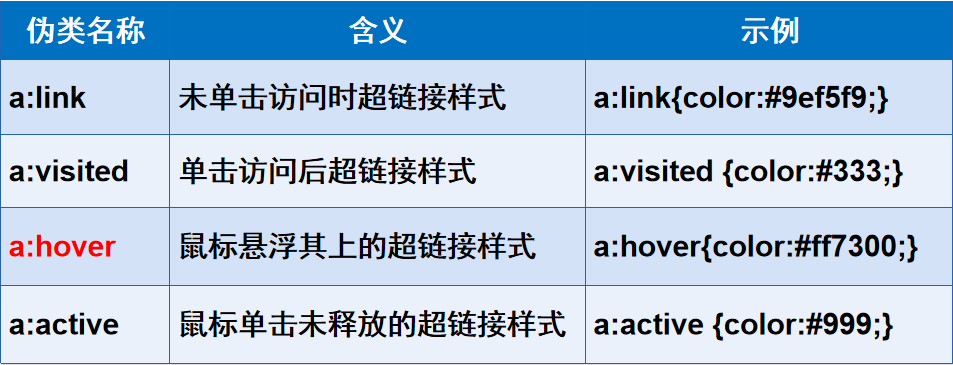 伪类名称 含义 示例
a:link 未单击访问时超链接样式 a:link{color:#9ef5f9;}
a:visited 单击访问后超链接样式 a:visited {color:#333;}
a:hover 鼠标悬浮其上的超链接样式 a:hover{color:#ff7300;}
a:active 鼠标单击未释放的超链接样式 a:active {color:#999;}